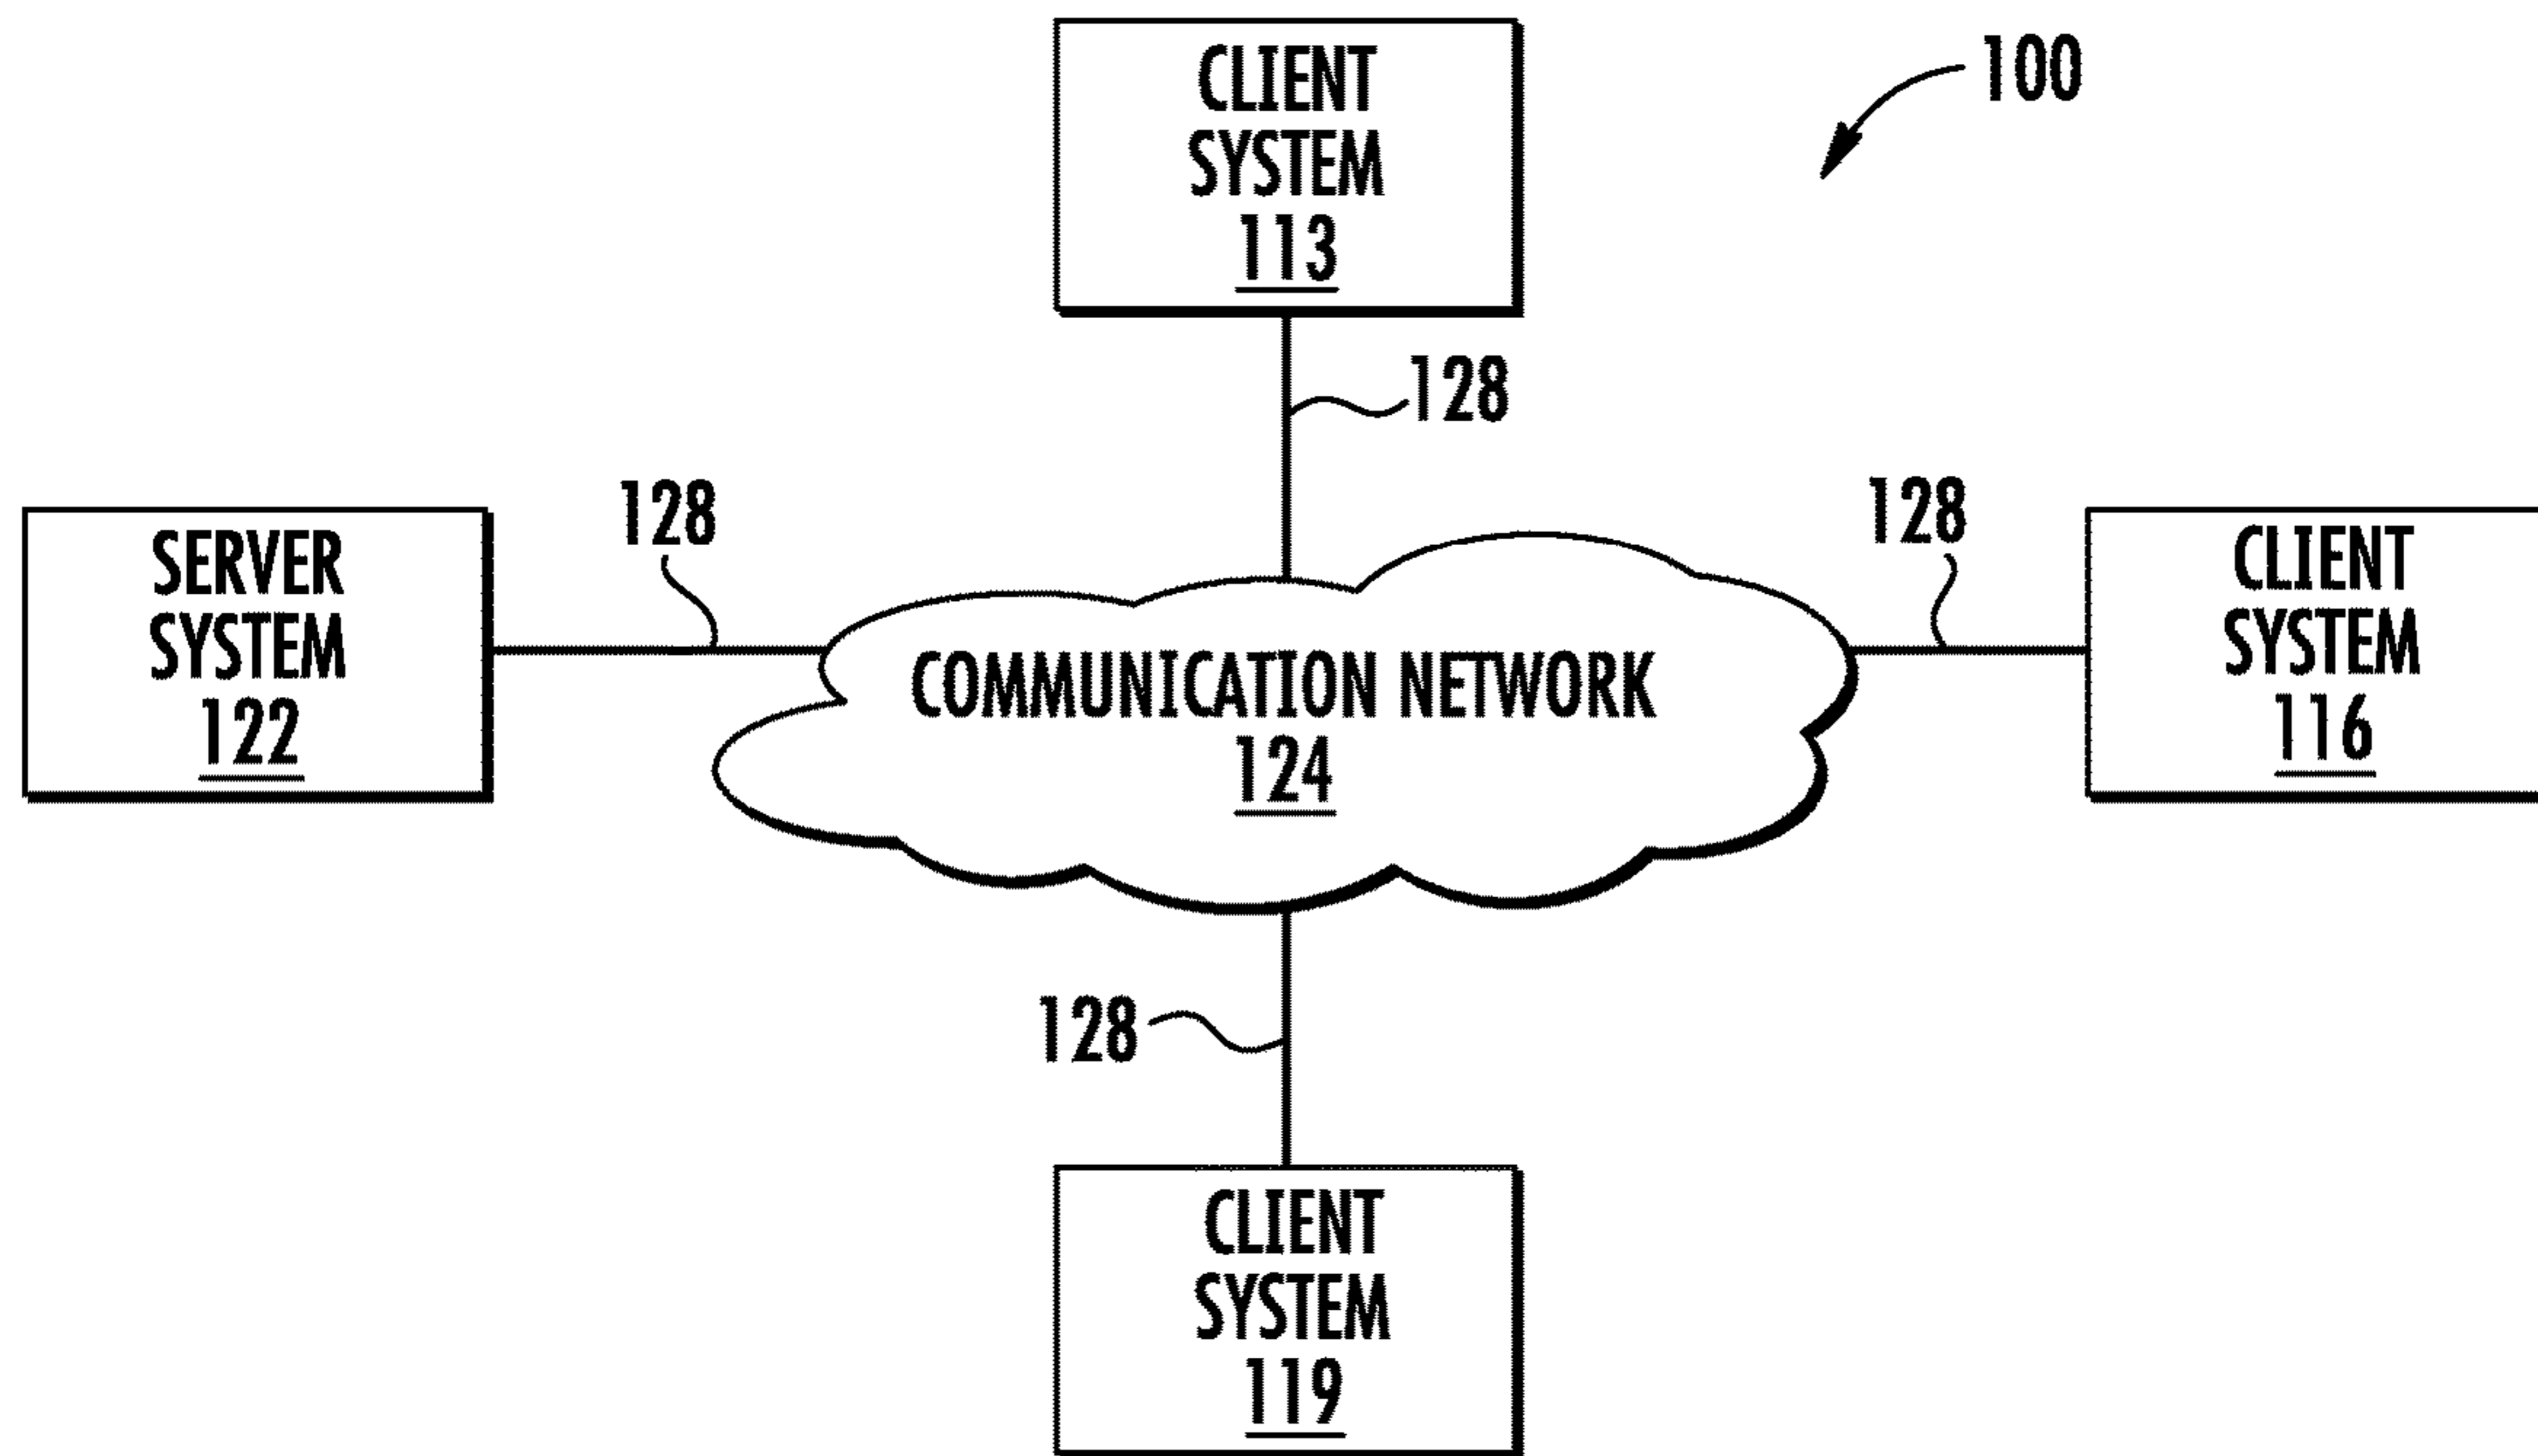 CLIENT
SYSTEM
113
100
128
SERVER
SYSTEM
122
128
COMMUNICATION NETWORK
124
128
CLIENT
SYSTEM
116
128
CLIENT
SYSTEM
119